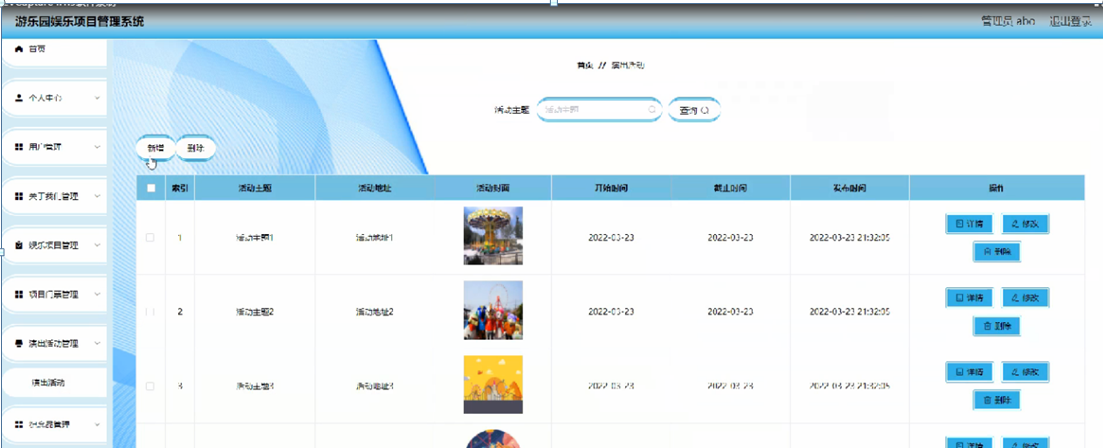 游乐园娱乐项目管理系统
管理员 abo 退出登录
首页
首页 // 演出活动
个人中心
活动主题 活动主题 查询
用户管理
新增 删除
索引 活动主题 活动地址 活动封面 开始时间 截止时间 发布时间 操作
关于我们管理
1 活动主题1 活动地址1 2022-03-23 2022-03-23 2022-03-23 21:32:05 详情 修改
娱乐项目管理
删除
项目门票管理
2 活动主题2 活动地址2 2022-03-23 2022-03-23 2022-03-23 21:32:05 详情 修改
删除
演出活动管理
演出活动
3 活动主题3 活动地址3 2022-03-23 2022-03-23 2022-03-23 21:32:05 详情 修改
删除
纪念品管理
详情 修改